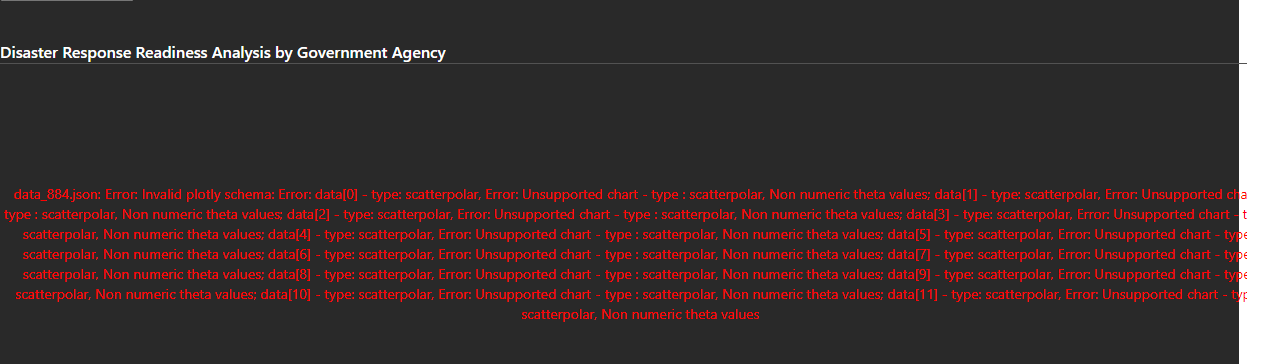 Disaster Response Readiness Analysis by Government Agency
data_884.json: Error: Invalid plotly schema: Error: data[0] - type: scatterpolar, Error: Unsupported chart - type : scatterpolar, Non numeric theta values; data[1] - type: scatterpolar, Error: Unsupported
type : scatterpolar, Non numeric theta values; data[2] - type: scatterpolar, Error: Unsupported chart - type : scatterpolar, Non numeric theta values; data[3] - type: scatterpolar, Error: Unsupported chart -
scatterpolar, Non numeric theta values; data[4] - type: scatterpolar, Error: Unsupported chart - type : scatterpolar, Non numeric theta values; data[5] - type: scatterpolar, Error: Unsupported chart - type
scatterpolar, Non numeric theta values; data[6] - type: scatterpolar, Error: Unsupported chart - type : scatterpolar, Non numeric theta values; data[7] - type: scatterpolar, Error: Unsupported chart - type
scatterpolar, Non numeric theta values; data[8] - type: scatterpolar, Error: Unsupported chart - type : scatterpolar, Non numeric theta values; data[9] - type: scatterpolar, Error: Unsupported chart - type
scatterpolar, Non numeric theta values; data[10] - type: scatterpolar, Error: Unsupported chart - type : scatterpolar, Non numeric theta values; data[11] - type: scatterpolar, Error: Unsupported chart -
scatterpolar, Non numeric theta values